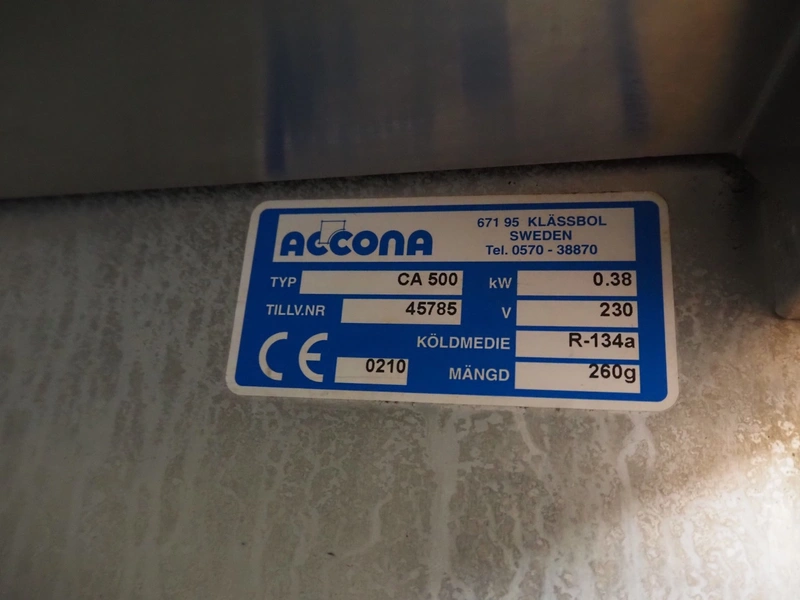 ACCONA
671 95 KLÄSSBOL
SWEDEN
Tel. 0570 - 38870
TYP CA 500 kW 0.38
TILLV.NR 45785 V 230
KÖLDMEDIE R-134a
CE 0210 MÄNGD 260g